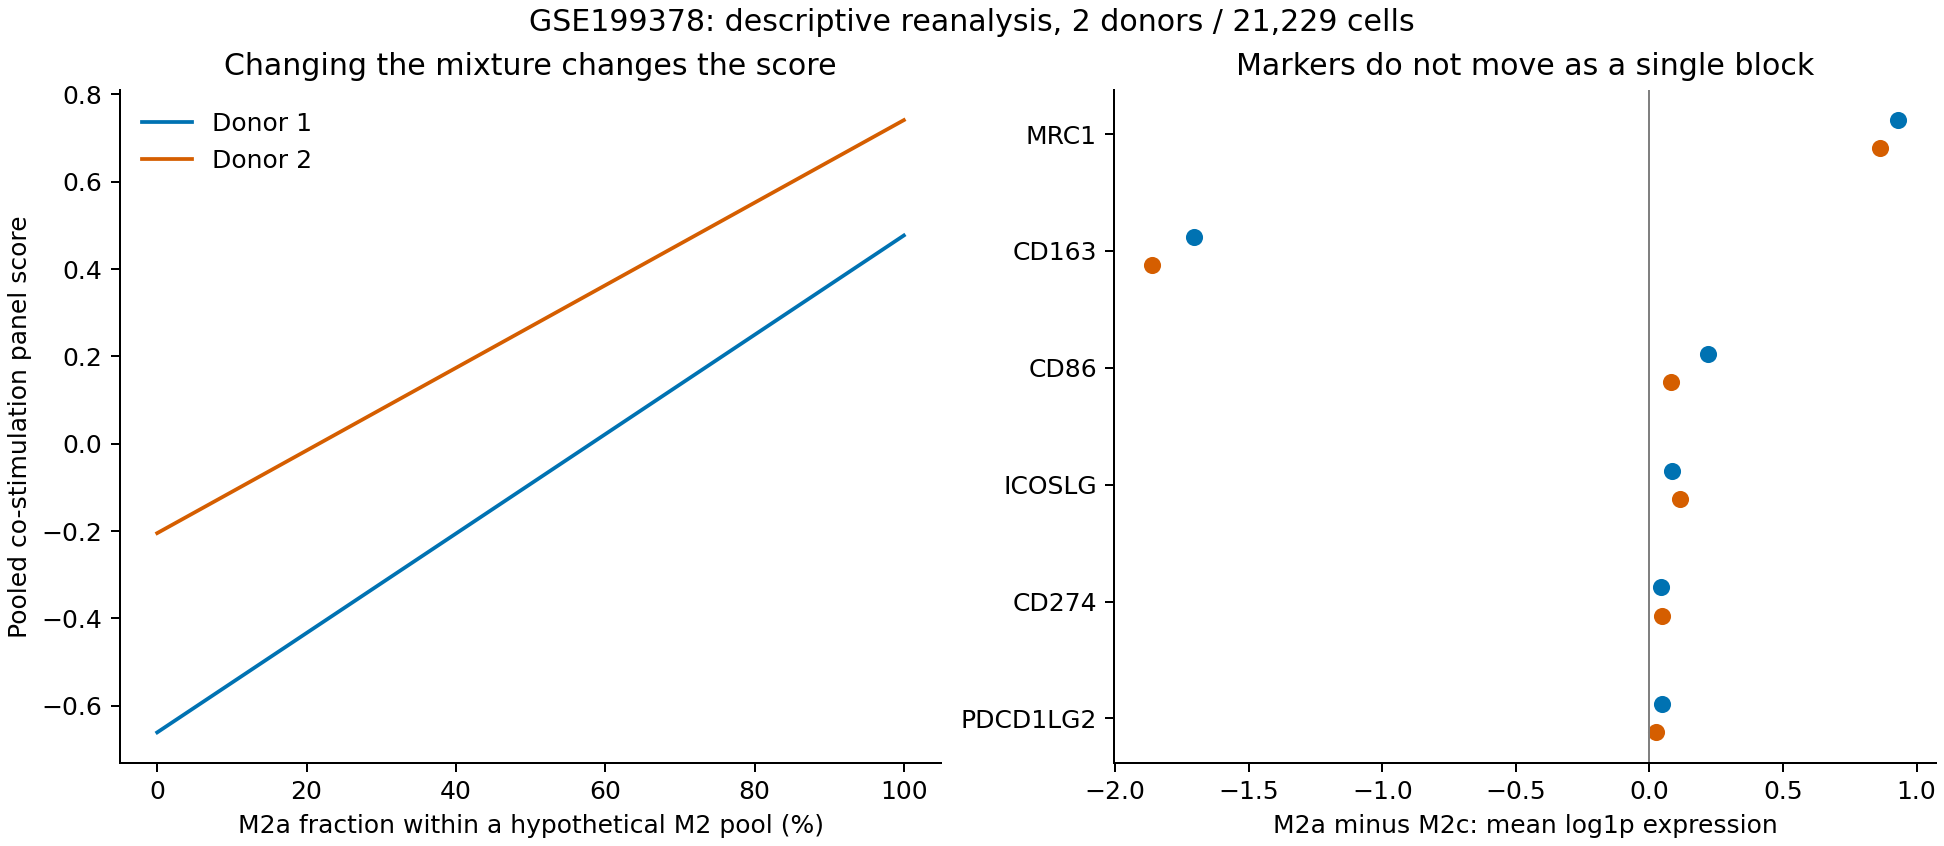 GSE199378: descriptive reanalysis, 2 donors / 21,229 cells
Changing the mixture changes the score
Pooled co-stimulation panel score
0.8
0.6
0.4
0.2
0.0
−0.2
−0.4
−0.6
Donor 1
Donor 2
0 20 40 60 80 100
M2a fraction within a hypothetical M2 pool (%)
Markers do not move as a single block
MRC1
CD163
CD86
ICOSLG
CD274
PDCD1LG2
−2.0 −1.5 −1.0 −0.5 0.0 0.5 1.0
M2a minus M2c: mean log1p expression